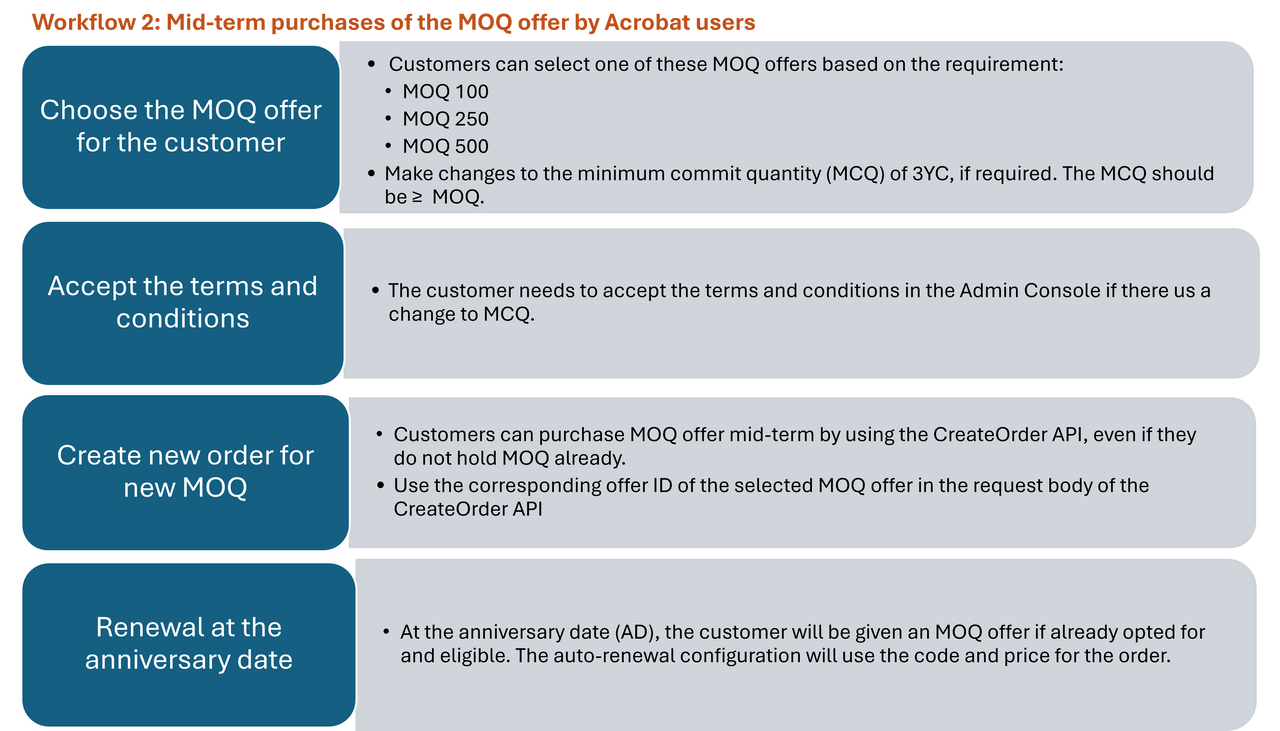 Workflow 2: Mid-term purchases of the MOQ offer by Acrobat users
Choose the MOQ offer
for the customer
• Customers can select one of these MOQ offers based on the requirement:
• MOQ 100
• MOQ 250
• MOQ 500
• Make changes to the minimum commit quantity (MCQ) of 3YC, if required. The MCQ should
be ≥ MOQ.
Accept the terms and
conditions
• The customer needs to accept the terms and conditions in the Admin Console if there us a
change to MCQ.
Create new order for
new MOQ
• Customers can purchase MOQ offer mid-term by using the CreateOrder API, even if they
do not hold MOQ already.
• Use the corresponding offer ID of the selected MOQ offer in the request body of the
CreateOrder API
Renewal at the
anniversary date
• At the anniversary date (AD), the customer will be given an MOQ offer if already opted for
and eligible. The auto-renewal configuration will use the code and price for the order.